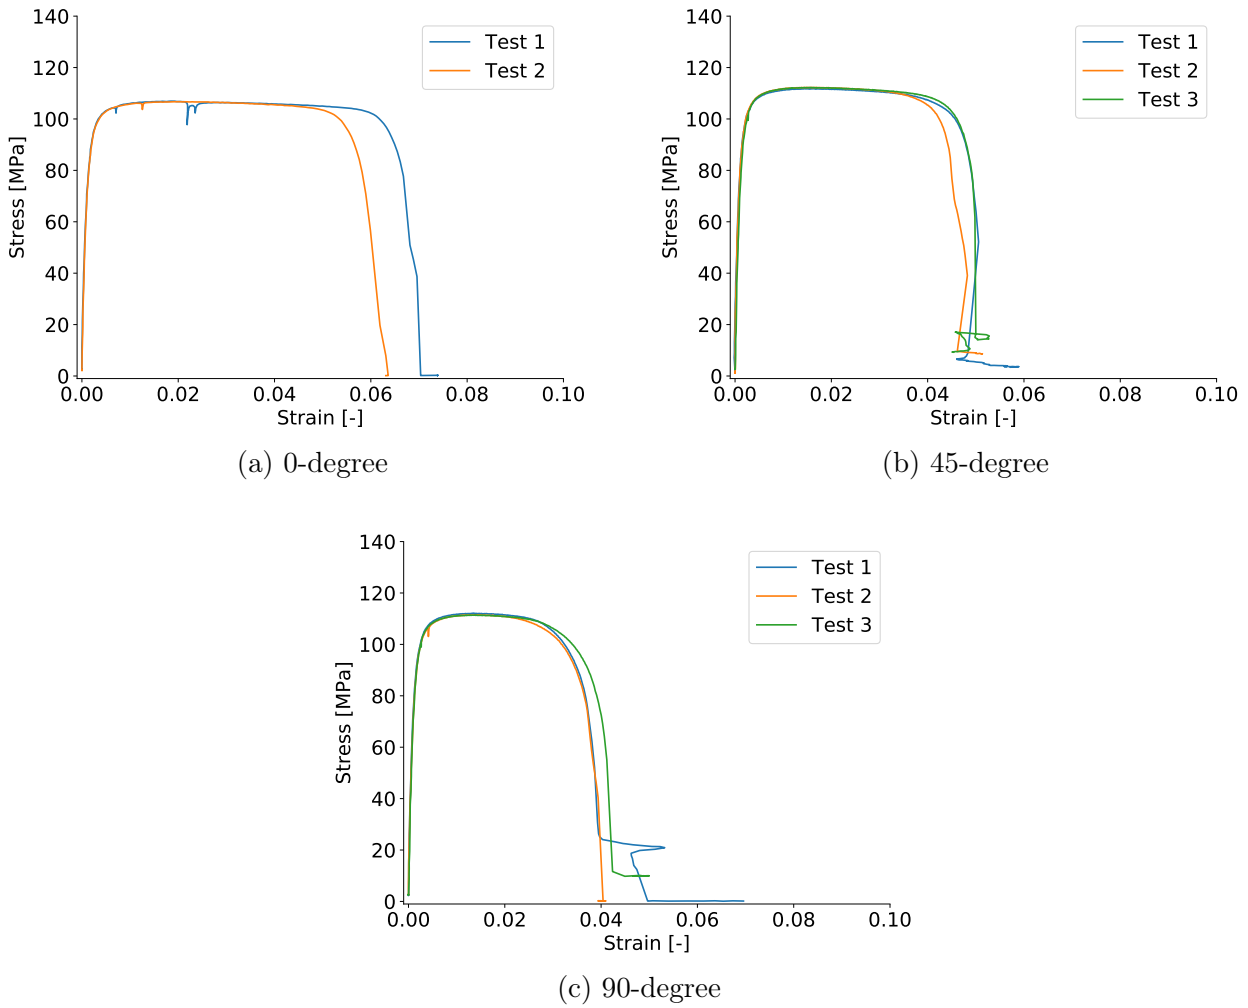 140
120
100
80
60
40
20
0
Stress [MPa]
0.00 0.02 0.04 0.06 0.08 0.10
Strain [-]
Test 1
Test 2
(a) 0-degree
140
120
100
80
60
40
20
0
Stress [MPa]
0.00 0.02 0.04 0.06 0.08 0.10
Strain [-]
Test 1
Test 2
Test 3
(b) 45-degree
140
120
100
80
60
40
20
0
Stress [MPa]
0.00 0.02 0.04 0.06 0.08 0.10
Strain [-]
Test 1
Test 2
Test 3
(c) 90-degree